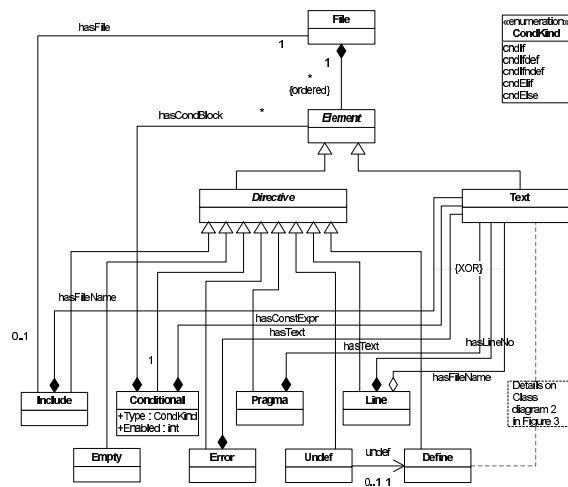 hasFile
File
1
1
*
{ordered}
«enumeration»
CondKind
cndIf
cndIfdef
cndIfndef
cndElif
cndElse
hasCondBlock
*
Element
Directive
Text
{XOR}
hasFileName
hasConstExpr
hasText
hasText
hasLineNo
hasFileName
0..1
1
Include
Conditional
+Type : CondKind
+Enabled : int
Pragma
Line
Details on
Class
diagram 2
in Figure 3
Empty
Error
Undef
undef
0..1
1
Define